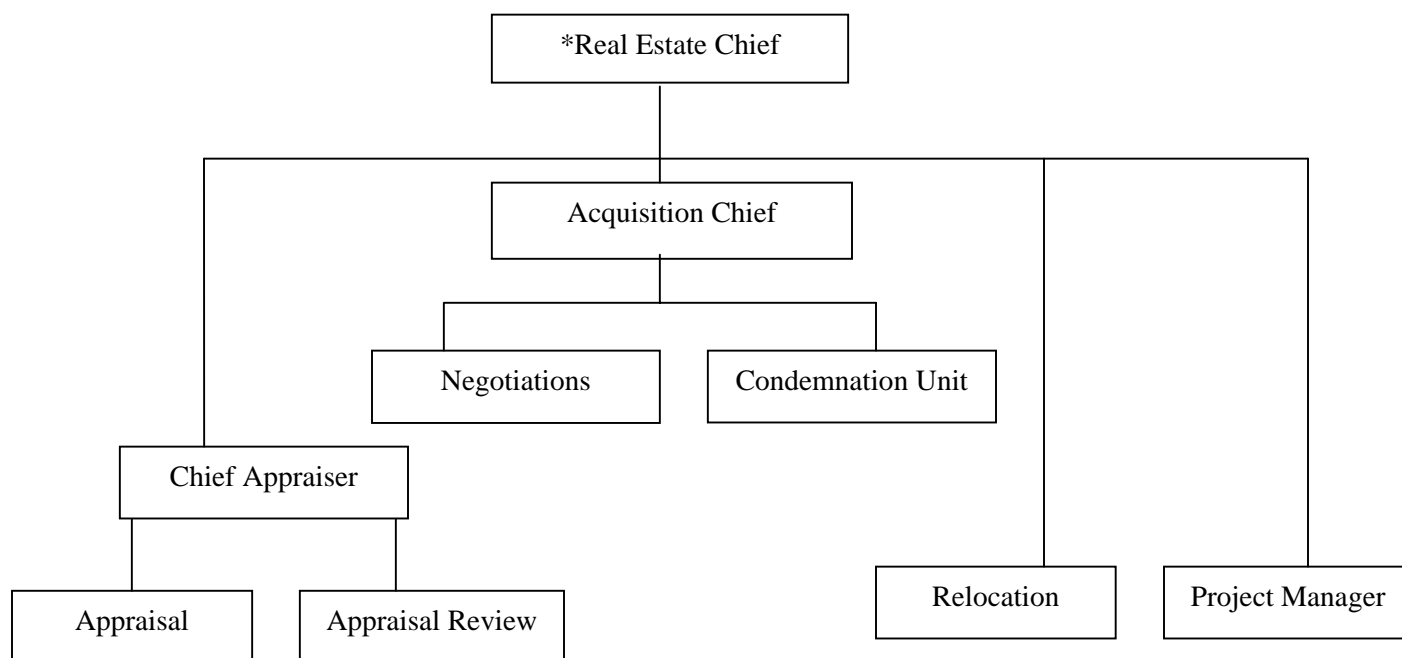 *Real Estate Chief
Acquisition Chief
Negotiations
Condemnation Unit
Chief Appraiser
Appraisal
Appraisal Review
Relocation
Project Manager